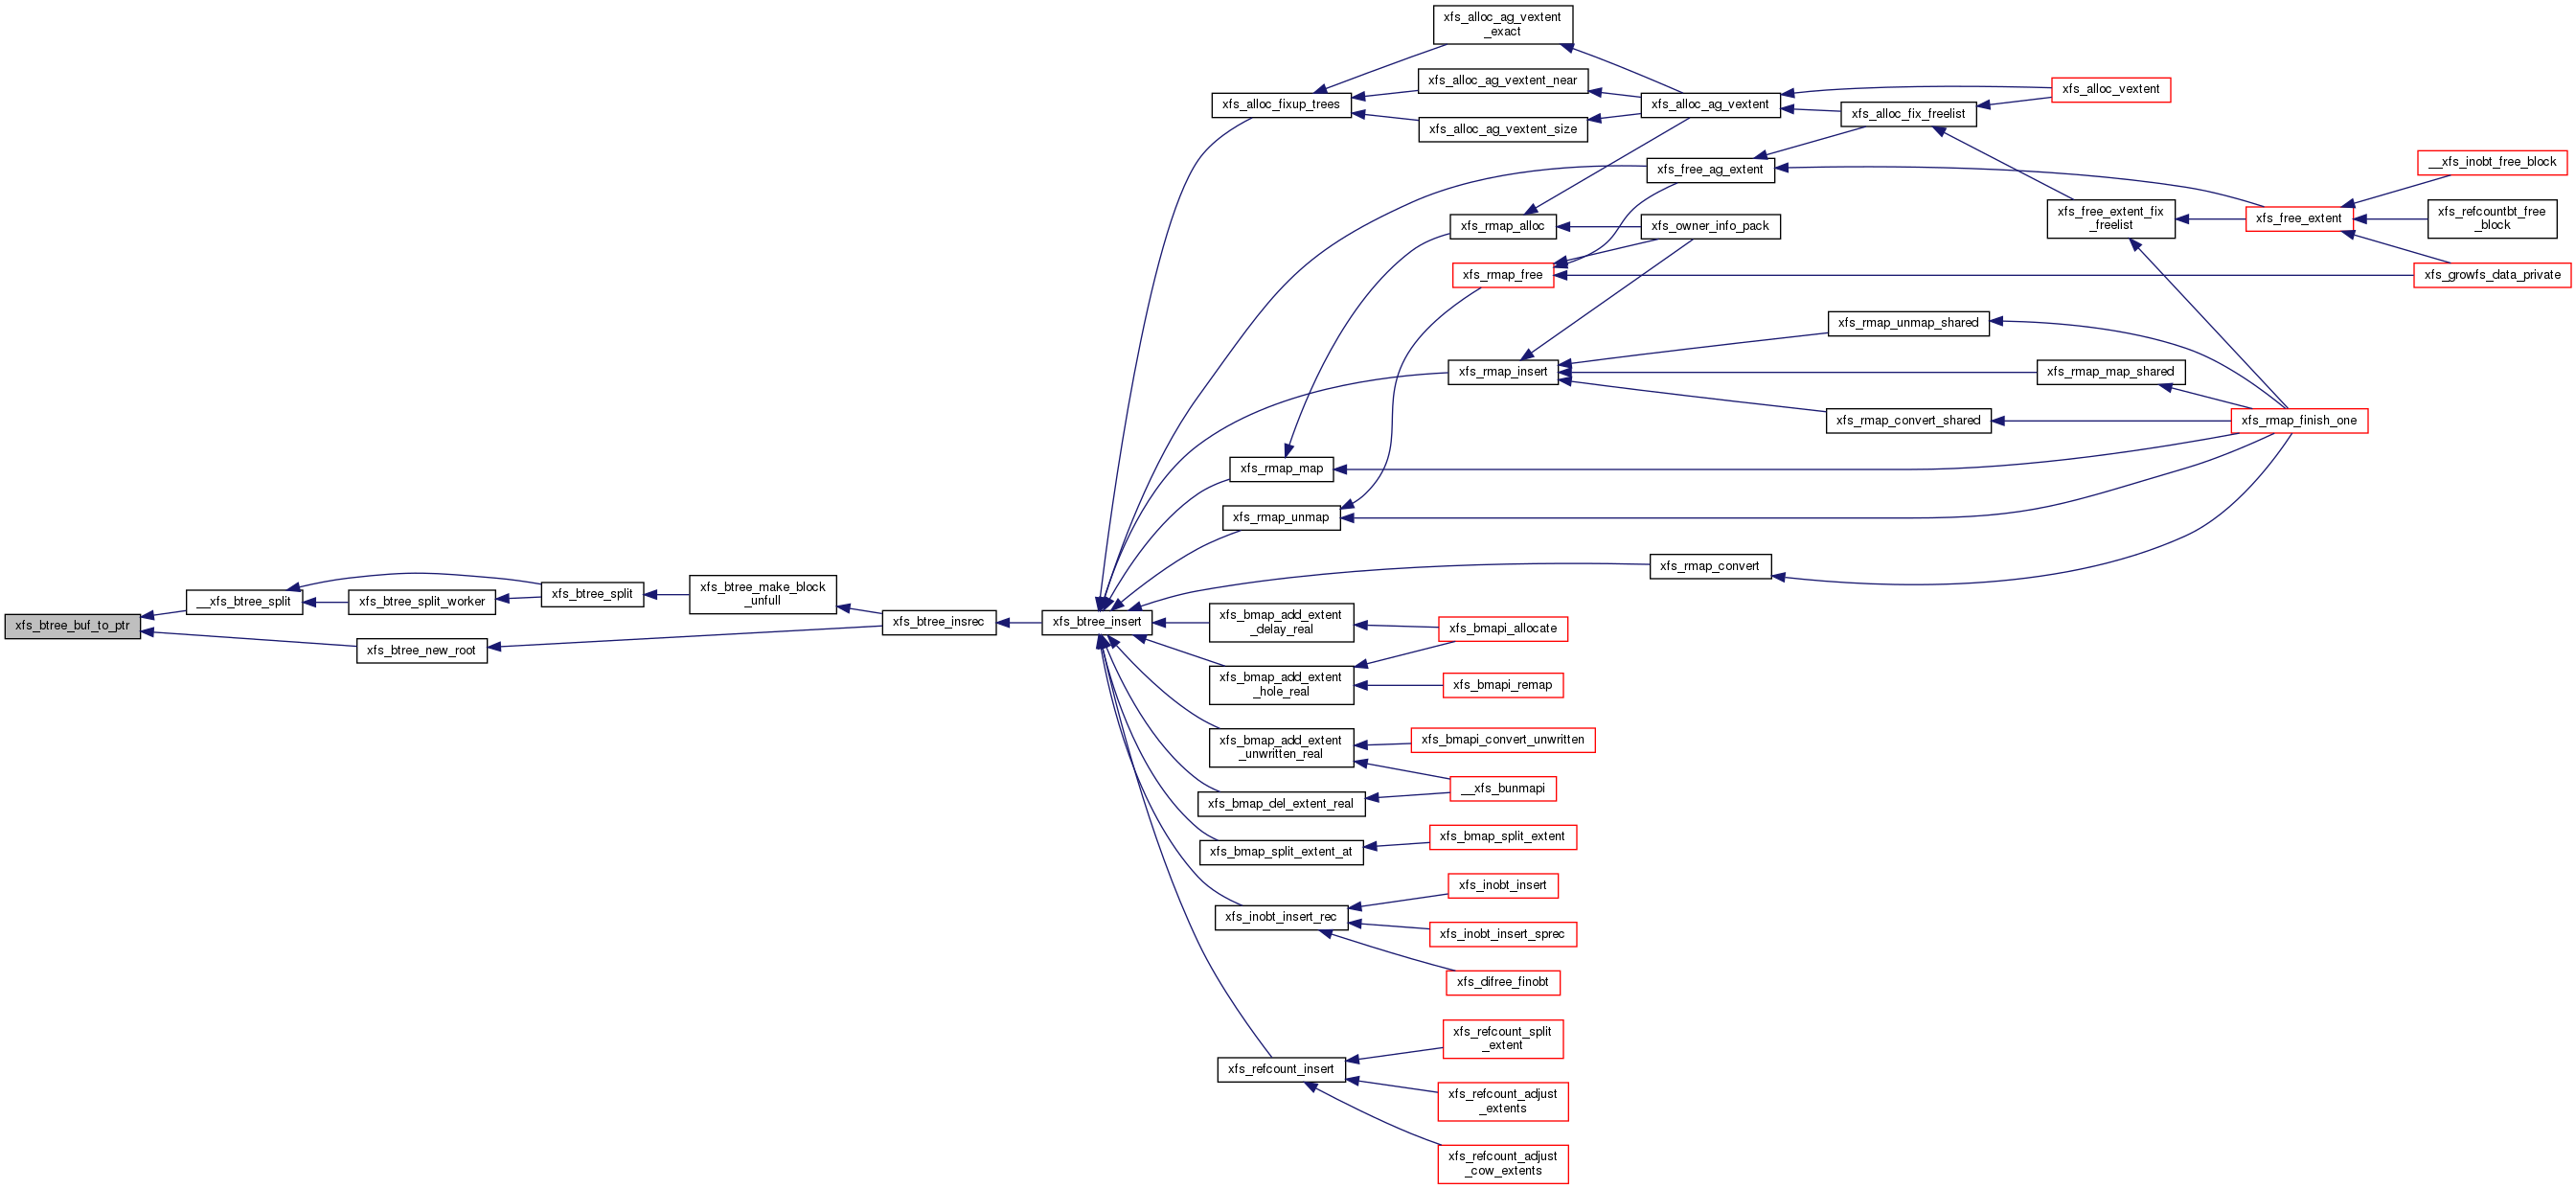 xfs_alloc_ag_vextent
_exact
xfs_alloc_ag_vextent_near
xfs_alloc_vextent
xfs_alloc_fixup_trees
xfs_alloc_ag_vextent
xfs_alloc_fix_freelist
xfs_alloc_ag_vextent_size
xfs_free_ag_extent
__xfs_inobt_free_block
xfs_rmap_alloc
xfs_owner_info_pack
xfs_free_extent_fix
_freelist
xfs_free_extent
xfs_refcountbt_free
_block
xfs_rmap_free
xfs_growfs_data_private
xfs_rmap_unmap_shared
xfs_rmap_insert
xfs_rmap_map_shared
xfs_rmap_convert_shared
xfs_rmap_finish_one
xfs_rmap_map
xfs_rmap_unmap
xfs_rmap_convert
xfs_btree_buf_to_ptr
__xfs_btree_split
xfs_btree_split_worker
xfs_btree_split
xfs_btree_make_block
_unfull
xfs_btree_new_root
xfs_btree_insrec
xfs_btree_insert
xfs_bmap_add_extent
_delay_real
xfs_bmapi_allocate
xfs_bmap_add_extent
_hole_real
xfs_bmapi_remap
xfs_bmap_add_extent
_unwritten_real
xfs_bmapi_convert_unwritten
__xfs_bunmapi
xfs_bmap_del_extent_real
xfs_bmap_split_extent_at
xfs_bmap_split_extent
xfs_inobt_insert
xfs_inobt_insert_rec
xfs_inobt_insert_sprec
xfs_difree_finobt
xfs_refcount_split
_extent
xfs_refcount_insert
xfs_refcount_adjust
_extents
xfs_refcount_adjust
_cow_extents